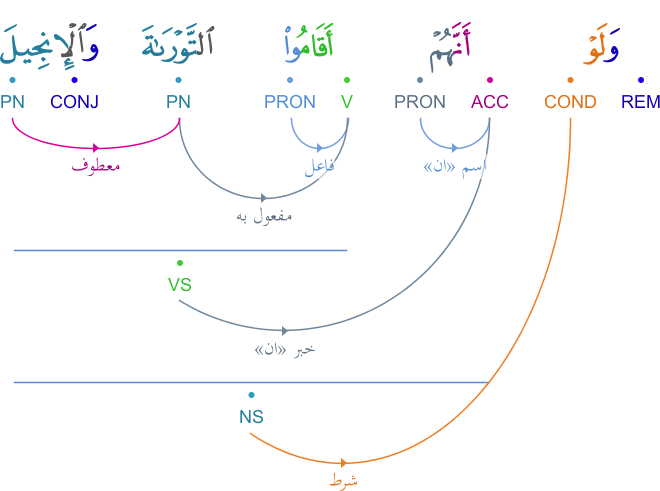 وَلَوْ أَنَّهُمْ أَقَامُوا۟ ٱلتَّوْرَىٰةَ وَٱلْإِنجِيلَ
REM COND ACC PRON V PRON PN CONJ PN
معطوف فاعل اسم «ان»
مفعول به
VS
خبر «ان»
NS
شرط